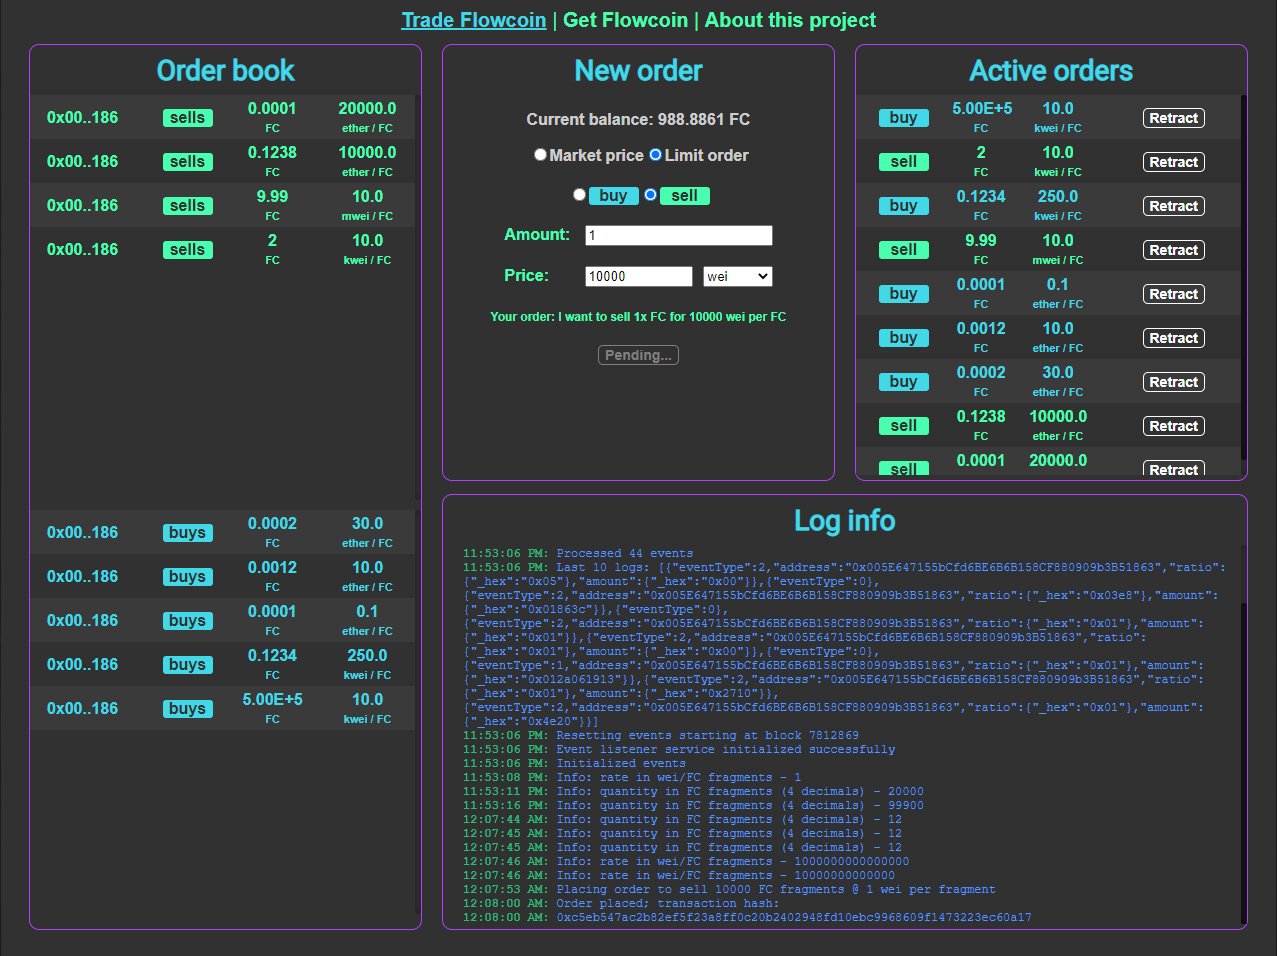 Trade Flowcoin | Get Flowcoin | About this project
Order book
0x00..186 sells 0.0001 FC 20000.0 ether / FC
0x00..186 sells 0.1238 FC 10000.0 ether / FC
0x00..186 sells 9.99 FC 10.0 mwei / FC
0x00..186 sells 2 FC 10.0 kwei / FC
0x00..186 buys 0.0002 FC 30.0 ether / FC
0x00..186 buys 0.0012 FC 10.0 ether / FC
0x00..186 buys 0.0001 FC 0.1 ether / FC
0x00..186 buys 0.1234 FC 250.0 kwei / FC
0x00..186 buys 5.00E+5 FC 10.0 kwei / FC
New order
Current balance: 988.8861 FC
Market price Limit order
buy sell
Amount: 1
Price: 10000 wei
Your order: I want to sell 1x FC for 10000 wei per FC
Pending...
Active orders
buy 5.00E+5 FC 10.0 kwei / FC Retract
sell 2 FC 10.0 kwei / FC Retract
buy 0.1234 FC 250.0 kwei / FC Retract
sell 9.99 FC 10.0 mwei / FC Retract
buy 0.0001 FC 0.1 ether / FC Retract
buy 0.0012 FC 10.0 ether / FC Retract
buy 0.0002 FC 30.0 ether / FC Retract
sell 0.1238 FC 10000.0 ether / FC Retract
sell 0.0001 20000.0 Retract
Log info
11:53:06 PM: Processed 44 events
11:53:06 PM: Last 10 logs: [{"eventType":2,"address":"0x005E647155bCfd6BE6B6B158CF880909b3B51863","ratio":
{"_hex":"0x05"},"amount":{"_hex":"0x00"}},{"eventType":0},
{"eventType":2,"address":"0x005E647155bCfd6BE6B6B158CF880909b3B51863","ratio":{"_hex":"0x03e8"},"amount":
{"_hex":"0x01863c"}},{"eventType":0},
{"eventType":2,"address":"0x005E647155bCfd6BE6B6B158CF880909b3B51863","ratio":{"_hex":"0x01"},"amount":
{"_hex":"0x01"}},{"eventType":2,"address":"0x005E647155bCfd6BE6B6B158CF880909b3B51863","ratio":
{"_hex":"0x01"},"amount":{"_hex":"0x00"}},{"eventType":0},
{"eventType":1,"address":"0x005E647155bCfd6BE6B6B158CF880909b3B51863","ratio":{"_hex":"0x01"},"amount":
{"_hex":"0x012a061913"}},{"eventType":2,"address":"0x005E647155bCfd6BE6B6B158CF880909b3B51863","ratio":
{"_hex":"0x01"},"amount":{"_hex":"0x2710"}},
{"eventType":2,"address":"0x005E647155bCfd6BE6B6B158CF880909b3B51863","ratio":{"_hex":"0x01"},"amount":
{"_hex":"0x4e20"}}]
11:53:06 PM: Resetting events starting at block 7812869
11:53:06 PM: Event listener service initialized successfully
11:53:06 PM: Initialized events
11:53:08 PM: Info: rate in wei/FC fragments - 1
11:53:11 PM: Info: quantity in FC fragments (4 decimals) - 20000
11:53:16 PM: Info: quantity in FC fragments (4 decimals) - 99900
12:07:44 AM: Info: quantity in FC fragments (4 decimals) - 12
12:07:45 AM: Info: quantity in FC fragments (4 decimals) - 12
12:07:45 AM: Info: quantity in FC fragments (4 decimals) - 12
12:07:46 AM: Info: rate in wei/FC fragments - 1000000000000000
12:07:46 AM: Info: rate in wei/FC fragments - 10000000000000
12:07:53 AM: Placing order to sell 10000 FC fragments @ 1 wei per fragment
12:08:00 AM: Order placed; transaction hash:
12:08:00 AM: 0xc5eb547ac2b82ef5f23a8ff0c20b2402948fd10ebc9968609f1473223ec60a17